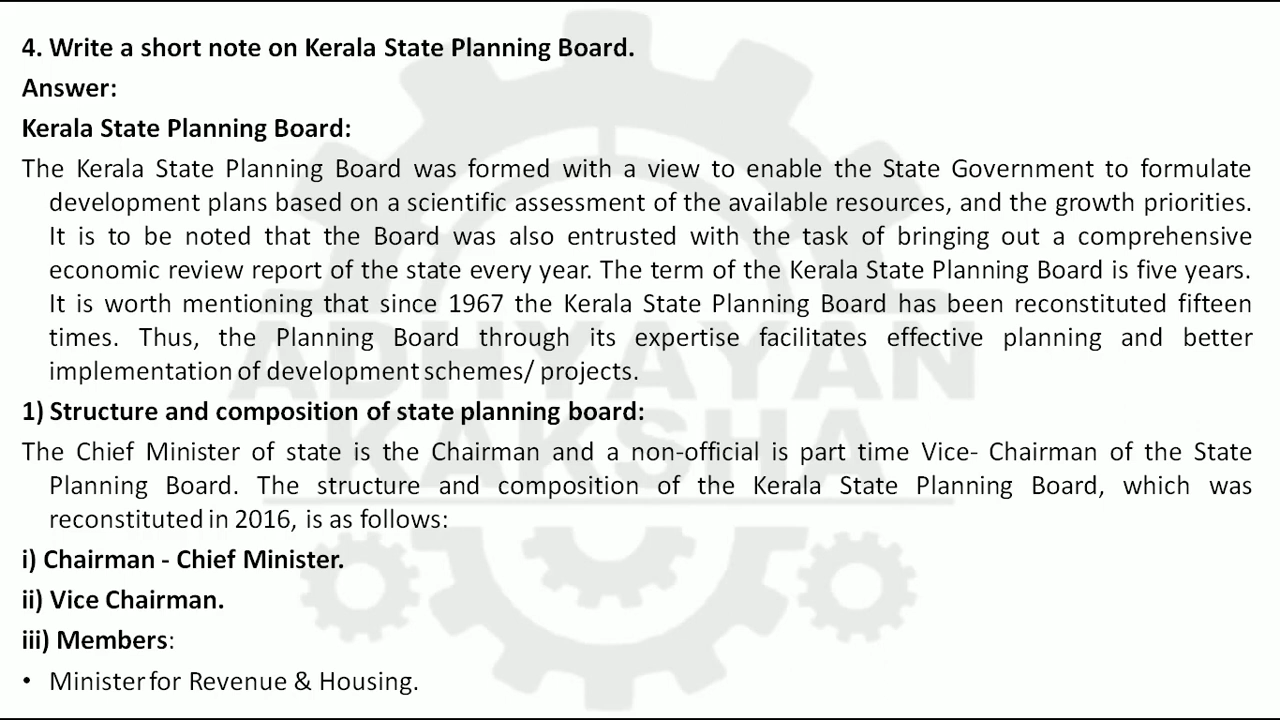 4. Write a short note on Kerala State Planning Board.
Answer:
Kerala State Planning Board:
The Kerala State Planning Board was formed with a view to enable the State Government to formulate
development plans based on a scientific assessment of the available resources, and the growth priorities.
It is to be noted that the Board was also entrusted with the task of bringing out a comprehensive
economic review report of the state every year. The term of the Kerala State Planning Board is five years.
It is worth mentioning that since 1967 the Kerala State Planning Board has been reconstituted fifteen
times. Thus, the Planning Board through its expertise facilitates effective planning and better
implementation of development schemes/ projects.
1) Structure and composition of state planning board:
The Chief Minister of state is the Chairman and a non-official is part time Vice- Chairman of the State
Planning Board. The structure and composition of the Kerala State Planning Board, which was
reconstituted in 2016, is as follows:
i) Chairman - Chief Minister.
ii) Vice Chairman.
iii) Members:
• Minister for Revenue & Housing.
ADHYAYAN
KAKSHA